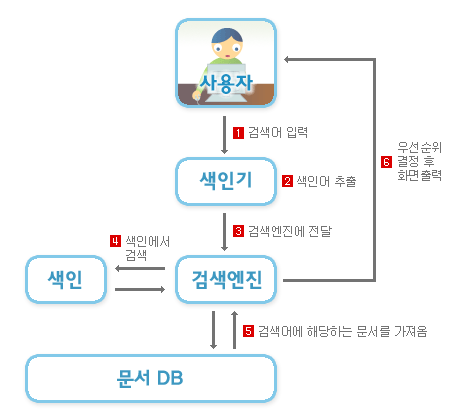 사용자
1 검색어 입력
색인기
2 색인어 추출
3 검색엔진에 전달
4 색인에서
검색
색인
검색엔진
5 검색어에 해당하는 문서를 가져옴
문서 DB
6 우선순위
결정 후
화면출력